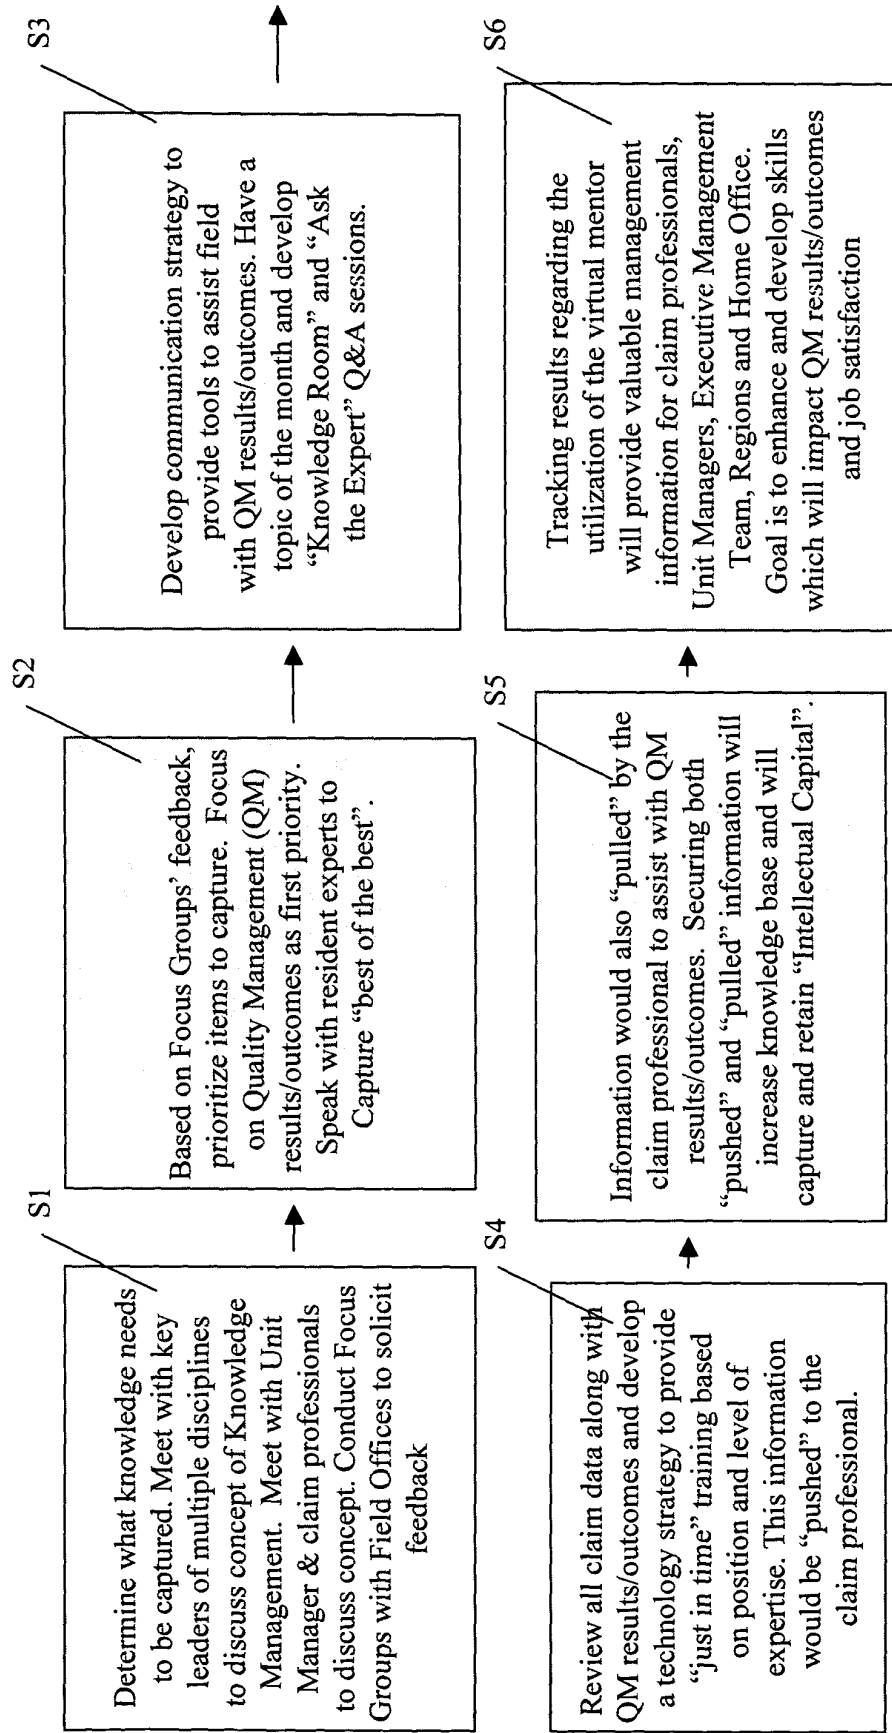 S1
Determine what knowledge needs
to be captured. Meet with key
leaders of multiple disciplines
to discuss concept of Knowledge
Management. Meet with Unit
Manager & claim professionals
to discuss concept. Conduct Focus
Groups with Field Offices to solicit
feedback
S2
Based on Focus Groups' feedback,
prioritize items to capture. Focus
on Quality Management (QM)
results/outcomes as first priority.
Speak with resident experts to
Capture “best of the best”.
S3
Develop communication strategy to
provide tools to assist field
with QM results/outcomes. Have a
topic of the month and develop
“Knowledge Room” and “Ask
the Expert” Q&A sessions.
S4
Review all claim data along with
QM results/outcomes and develop
a technology strategy to provide
“just in time” training based
on position and level of
expertise. This information
would be “pushed” to the
claim professional.
S5
Information would also “pulled” by the
claim professional to assist with QM
results/outcomes. Securing both
“pushed” and “pulled” information will
increase knowledge base and will
capture and retain “Intellectual Capital”.
S6
Tracking results regarding the
utilization of the virtual mentor
will provide valuable management
information for claim professionals,
Unit Managers, Executive Management
Team, Regions and Home Office.
Goal is to enhance and develop skills
which will impact QM results/outcomes
and job satisfaction